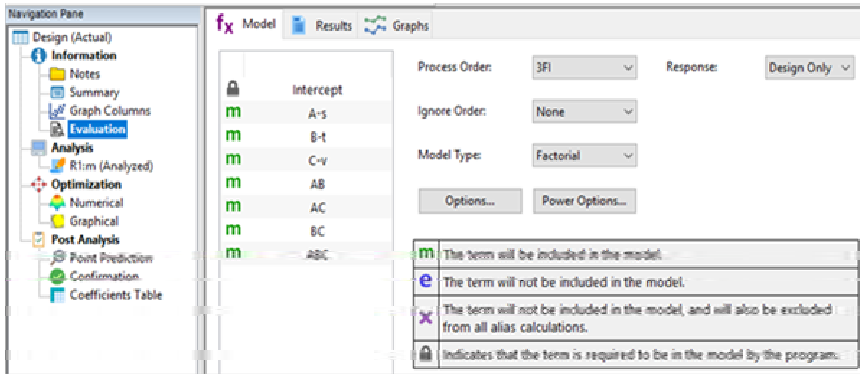 Navigation Pane
Design (Actual)
Information
Notes
Summary
Graph Columns
Evaluation
Analysis
R1:m (Analyzed)
Optimization
Numerical
Graphical
Post Analysis
Point Prediction
Confirmation
Coefficients Table
fx Model Results Graphs
Intercept
m A-s
m B-t
m C-v
m AB
m AC
m BC
m ABC
Process Order: 3FI Response: Design Only
Ignore Order: None
Model Type: Factorial
Options... Power Options...
m The term will be included in the model.
e The term will not be included in the model.
x The term will not be included in the model, and will also be excluded
from all alias calculations.
Indicates that the term is required to be in the model by the program.